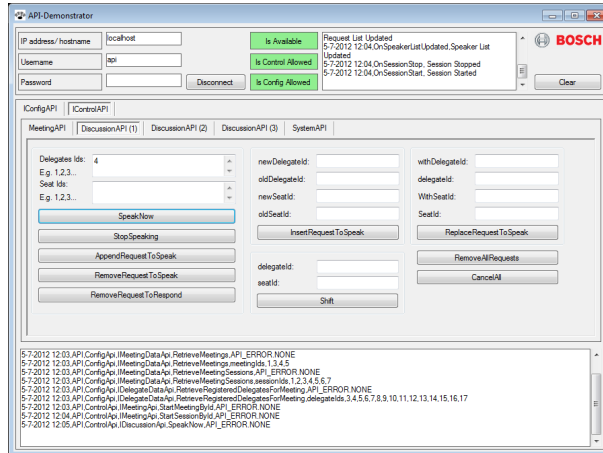 API-Demonstrator
IP address/ hostname
localhost
Is Available
Request List Updated
5-7-2012 12:04,OnSpeakerListUpdated,Speaker List
Updated
5-7-2012 12:04,OnSessionStop, Session Stopped
5-7-2012 12:04,OnSessionStart, Session Started
BOSCH
Username
api
Is Control Allowed
Password
Disconnect
Is Config Allowed
Clear
IConfigAPI
IControlAPI
MeetingAPI
DiscussionAPI (1)
DiscussionAPI (2)
DiscussionAPI (3)
SystemAPI
Delegates Ids:
E.g. 1,2,3...
4
Seat Ids:
E.g. 1,2,3...
SpeakNow
StopSpeaking
AppendRequestToSpeak
RemoveRequestToSpeak
RemoveRequestToRespond
newDelegateId:
oldDelegateId:
newSeatId:
oldSeatId:
InsertRequestToSpeak
delegateId:
seatId:
Shift
withDelegateId:
delegateId:
WithSeatId:
SeatId:
ReplaceRequestToSpeak
RemoveAllRequests
CancelAll
5-7-2012 12:03,API,ConfigApi,IMeetingDataApi,RetrieveMeetings,API_ERROR.NONE
5-7-2012 12:03,API,ConfigApi,IMeetingDataApi,RetrieveMeetings,meetingIds,1,3,4,5
5-7-2012 12:03,API,ConfigApi,IMeetingDataApi,RetrieveMeetingSessions,API_ERROR.NONE
5-7-2012 12:03,API,ConfigApi,IMeetingDataApi,RetrieveMeetingSessions,sessionIds,1,2,3,4,5,6,7
5-7-2012 12:03,API,ConfigApi,IDelegateDataApi,RetrieveRegisteredDelegatesForMeeting,API_ERROR.NONE
5-7-2012 12:03,API,ConfigApi,IDelegateDataApi,RetrieveRegisteredDelegatesForMeeting,delegateIds,3,4,5,6,7,8,9,10,11,12,13,14,15,16,17
5-7-2012 12:03,API,ControlApi,IMeetingApi,StartMeetingById,API_ERROR.NONE
5-7-2012 12:04,API,ControlApi,IMeetingApi,StartSessionById,API_ERROR.NONE
5-7-2012 12:05,API,ControlApi,IDiscussionApi,SpeakNow,API_ERROR.NONE